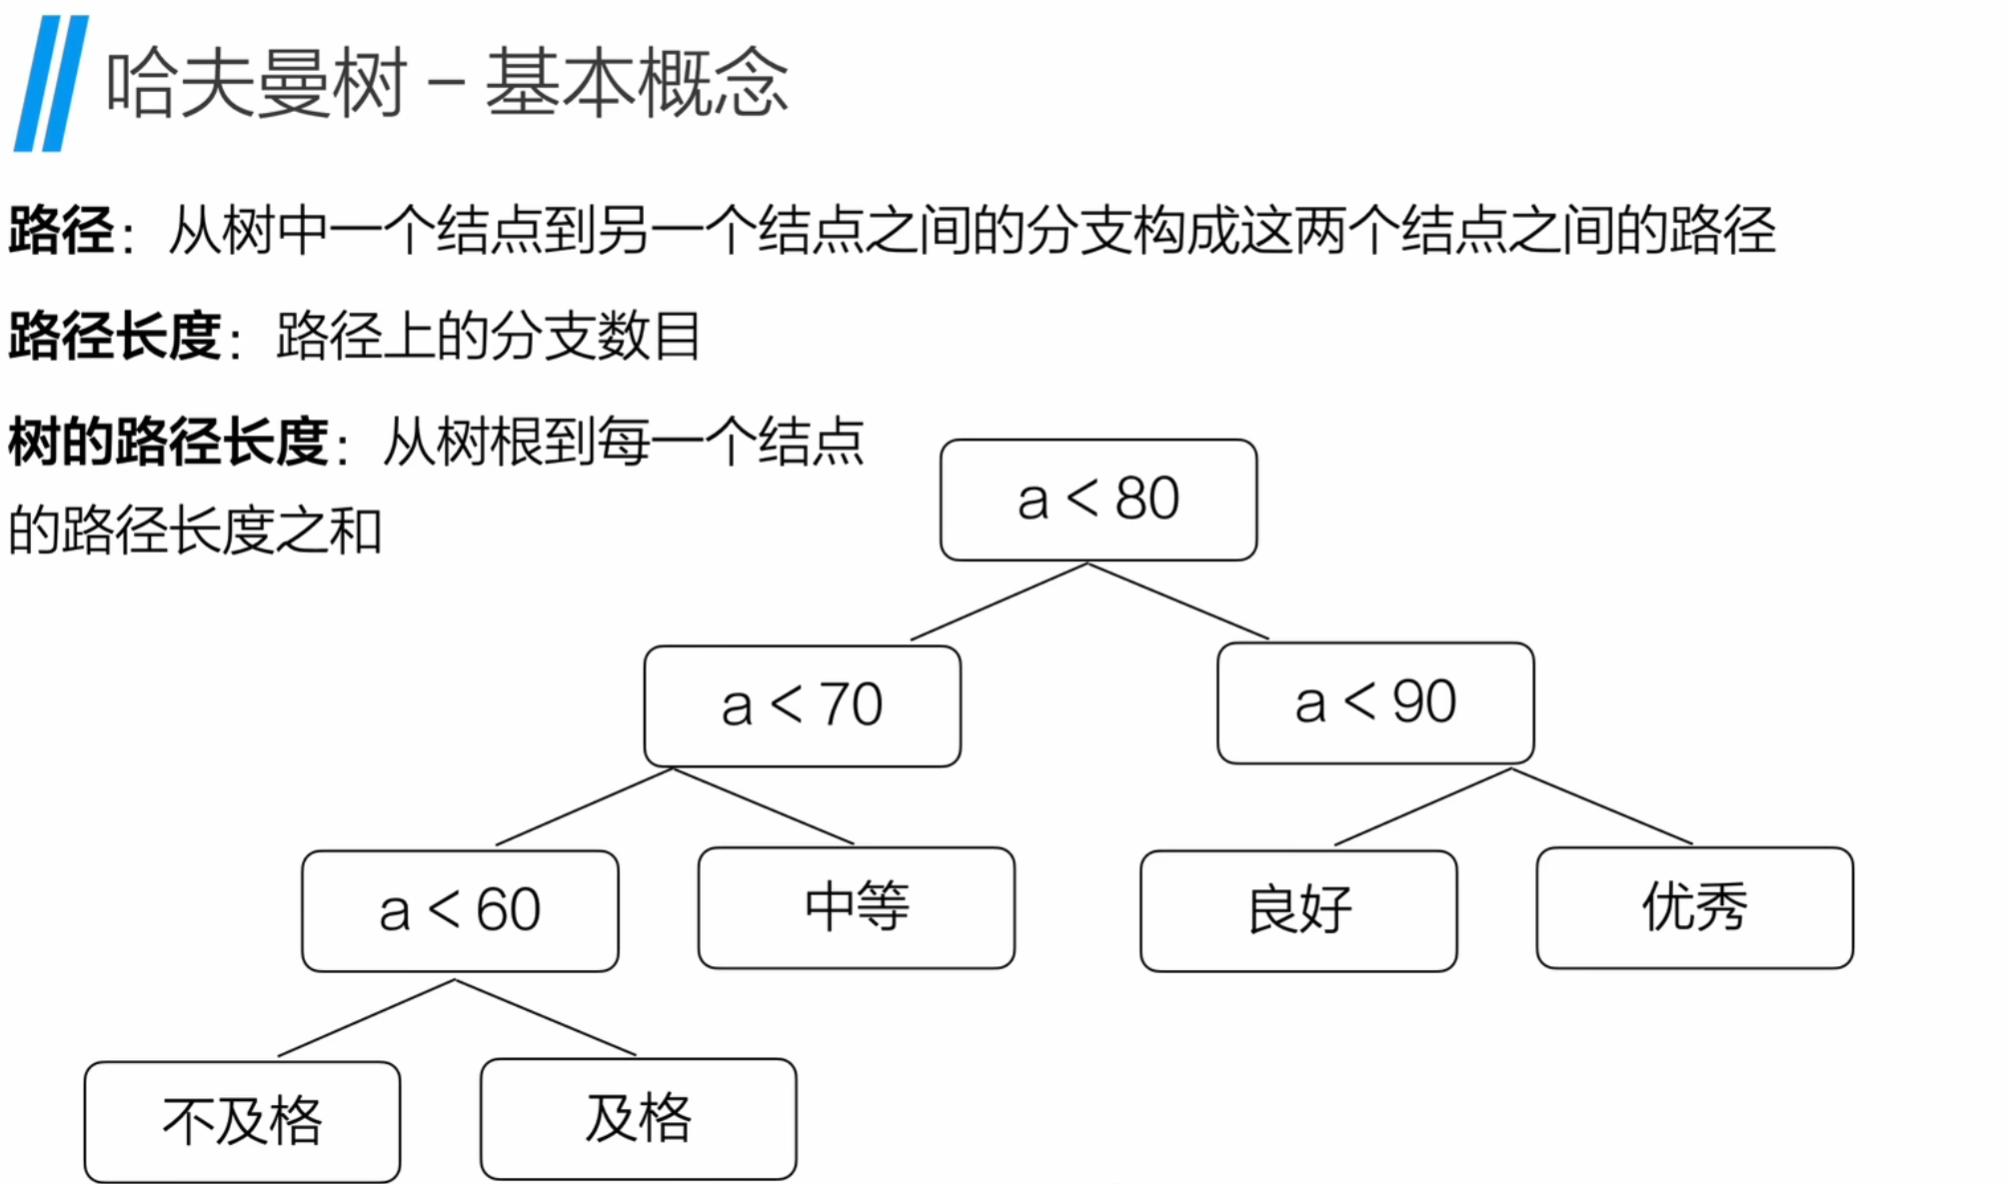 哈夫曼树 – 基本概念
路径：从树中一个结点到另一个结点之间的分支构成这两个结点之间的路径
路径长度：路径上的分支数目
树的路径长度：从树根到每一个结点
的路径长度之和
a < 80
a < 70
a < 90
a < 60
中等
良好
优秀
不及格
及格